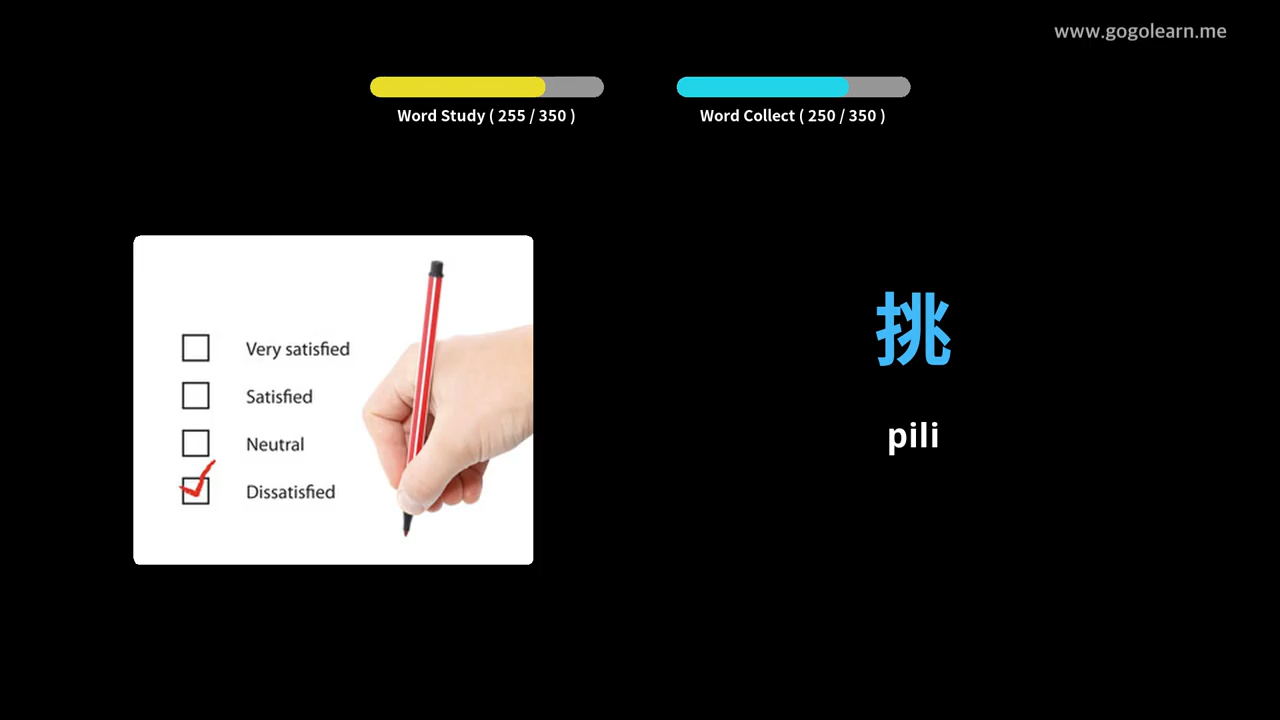 www.gogolearn.me
Word Study ( 255 / 350 )
Word Collect ( 250 / 350 )
Very satisfied
Satisfied
Neutral
Dissatisfied
挑
pili